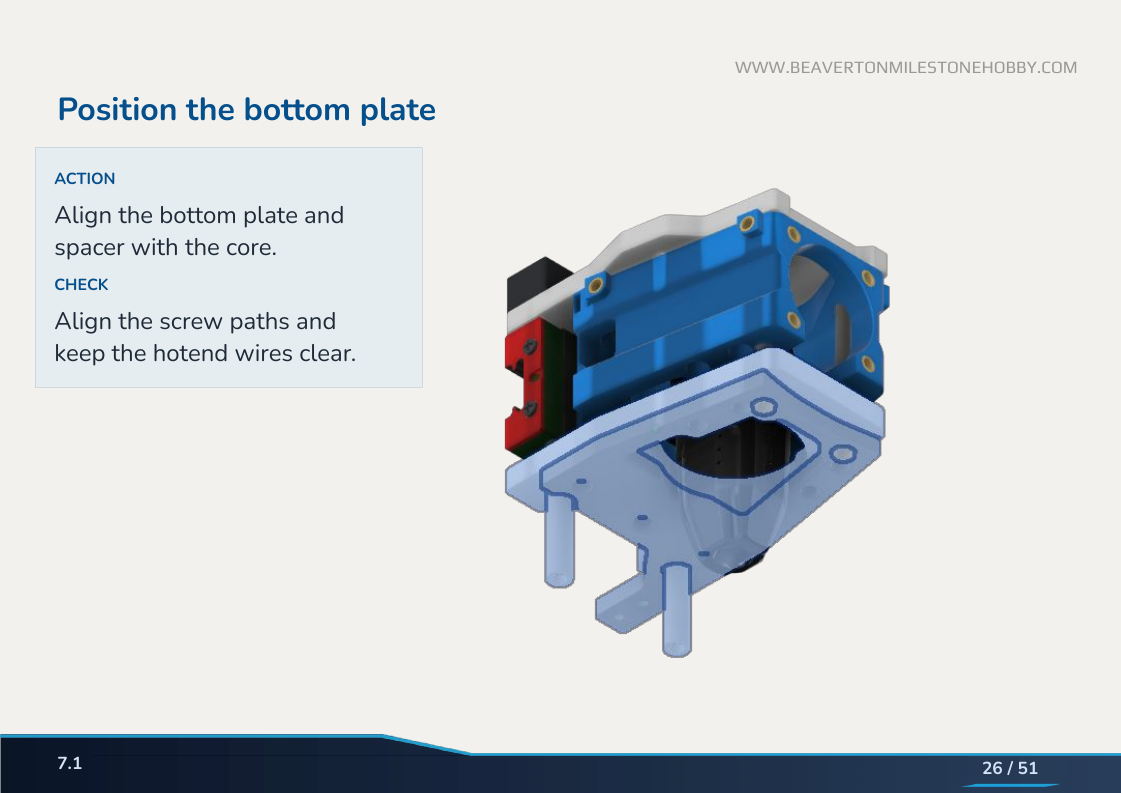 WWW.BEAVERTONMILESTONEHOBBY.COM
Position the bottom plate
ACTION
Align the bottom plate and
spacer with the core.
CHECK
Align the screw paths and
keep the hotend wires clear.
7.1
26 / 51